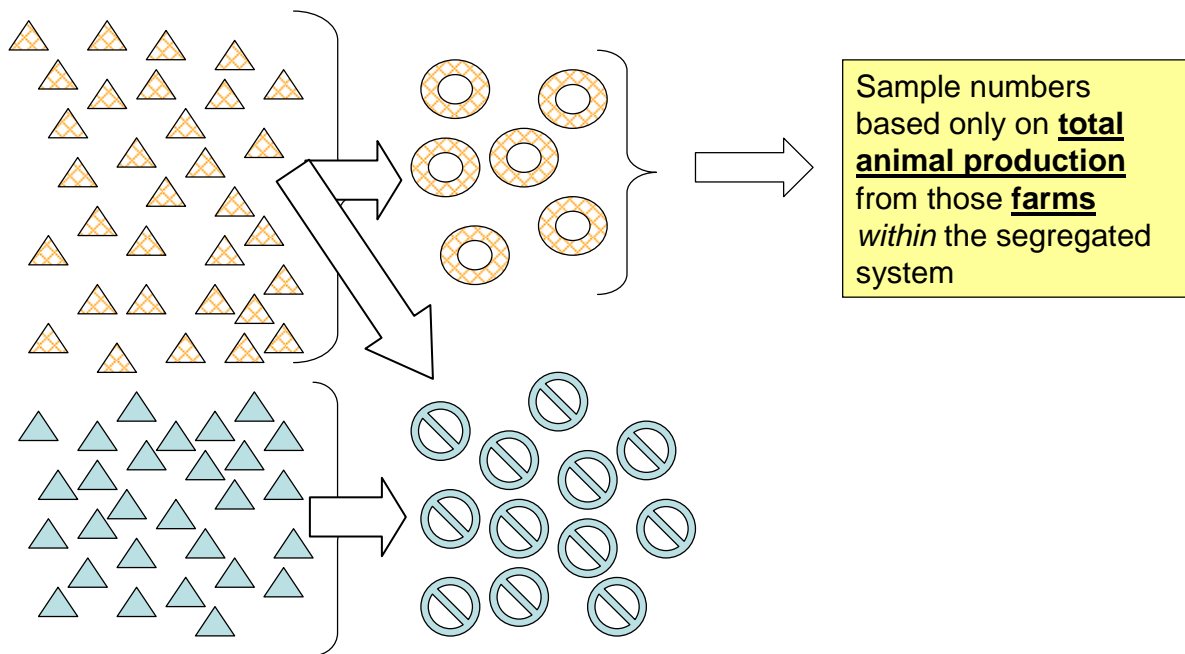 Sample numbers
based only on total
animal production
from those farms
within the segregated
system